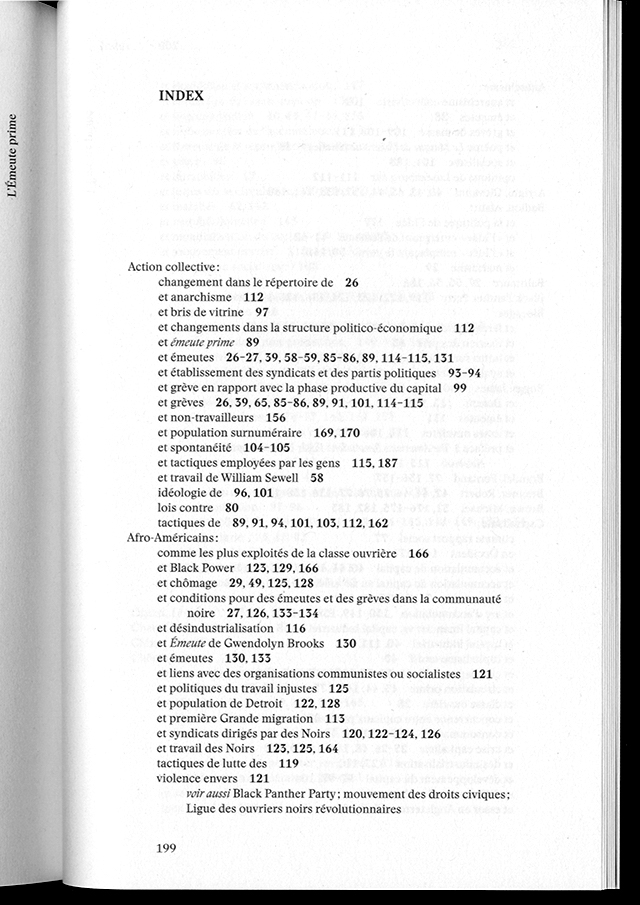 L'Émeute prime
INDEX
Action collective :
changement dans le répertoire de 26
et anarchisme 112
et bris de vitrine 97
et changements dans la structure politico-économique 112
et émeute prime 89
et émeutes 26-27, 39, 58-59, 85-86, 89, 114-115, 131
et établissement des syndicats et des partis politiques 93-94
et grève en rapport avec la phase productive du capital 99
et grèves 26, 39, 65, 85-86, 89, 91, 101, 114-115
et non-travailleurs 156
et population surnuméraire 169, 170
et spontanéité 104-105
et tactiques employées par les gens 115, 187
et travail de William Sewell 58
idéologie de 96, 101
lois contre 80
tactiques de 89, 91, 94, 101, 103, 112, 162
Afro-Américains :
comme les plus exploités de la classe ouvrière 166
et Black Power 123, 129, 166
et chômage 29, 49, 125, 128
et conditions pour des émeutes et des grèves dans la communauté
noire 27, 126, 133-134
et désindustrialisation 116
et Émeute de Gwendolyn Brooks 130
et émeutes 130, 133
et liens avec des organisations communistes ou socialistes 121
et politiques du travail injustes 125
et population de Detroit 122, 128
et première Grande migration 113
et syndicats dirigés par des Noirs 120, 122-124, 126
et travail des Noirs 123, 125, 164
tactiques de lutte des 119
violence envers 121
voir aussi Black Panther Party ; mouvement des droits civiques ;
Ligue des ouvriers noirs révolutionnaires
199